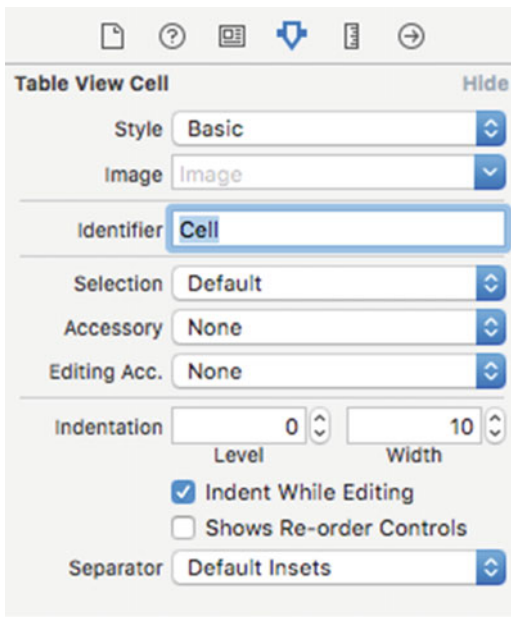 Table View Cell Hide
Style Basic
Image Image
Identifier Cell
Selection Default
Accessory None
Editing Acc. None
Indentation 0 10
Level Width
Indent While Editing
Shows Re-order Controls
Separator Default Insets